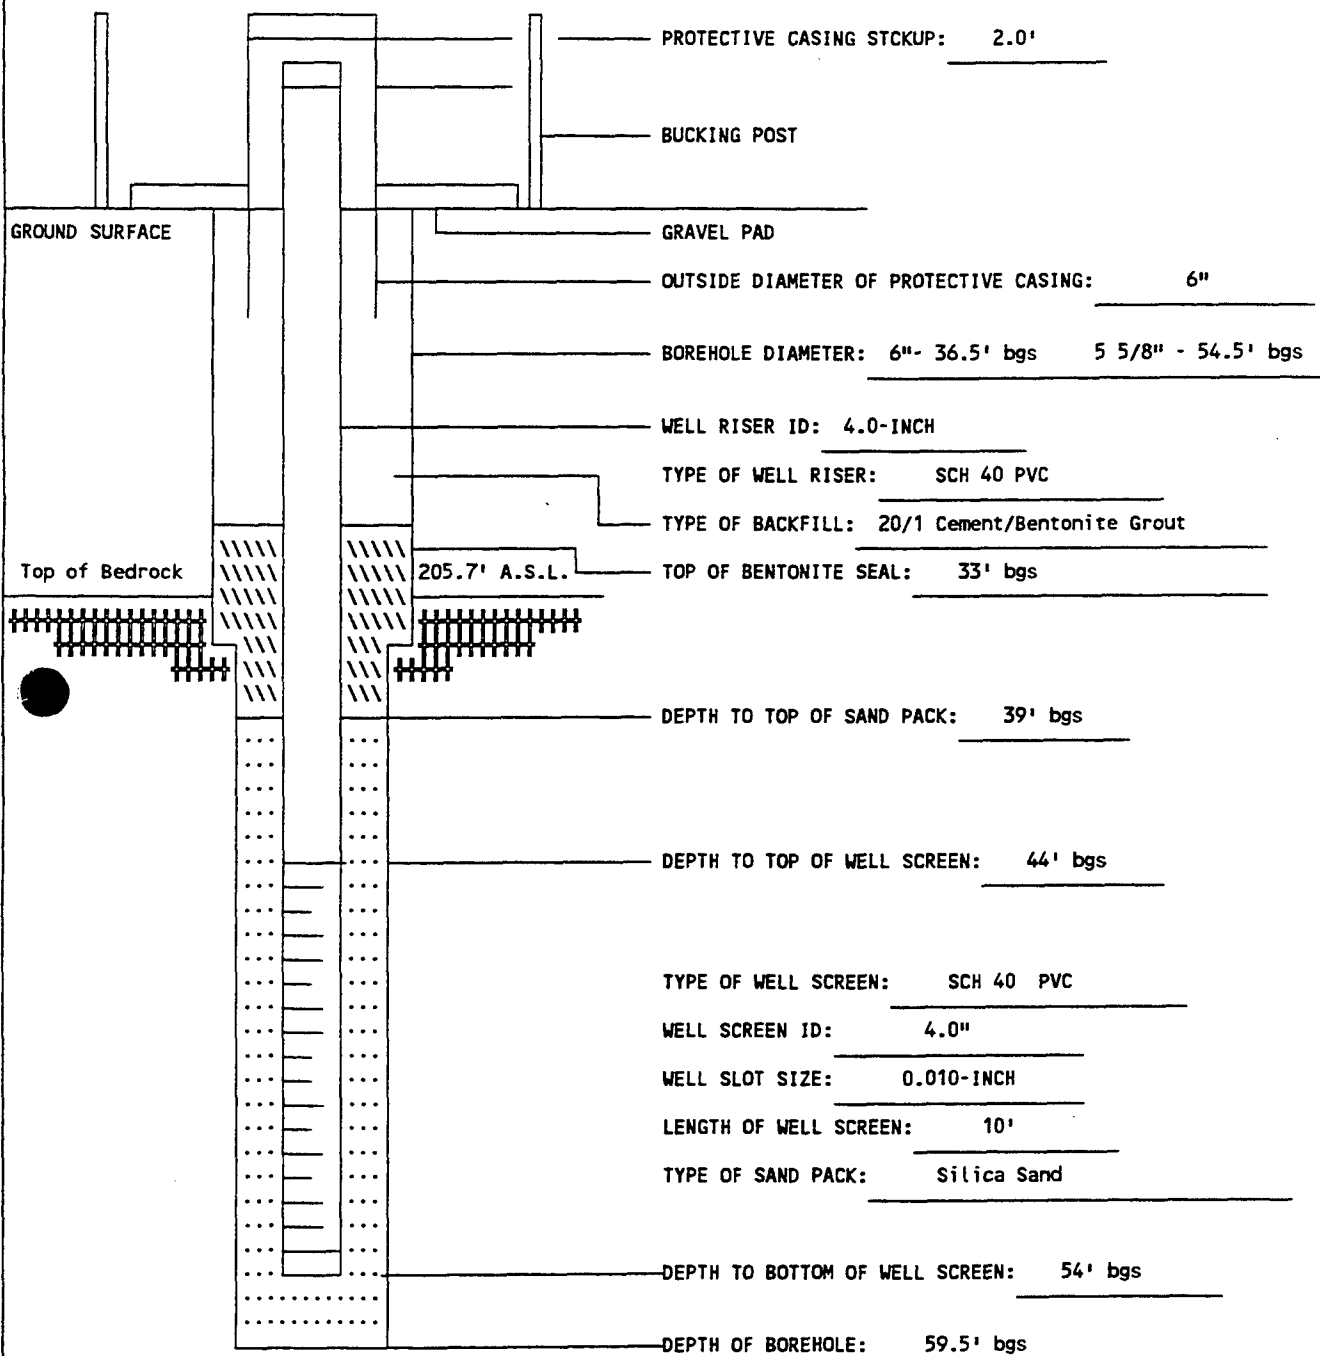 PROTECTIVE CASING STCKUP: 2.0'
BUCKING POST
GROUND SURFACE
GRAVEL PAD
OUTSIDE DIAMETER OF PROTECTIVE CASING: 6"
BOREHOLE DIAMETER: 6"- 36.5' bgs 5 5/8" - 54.5' bgs
WELL RISER ID: 4.0-INCH
TYPE OF WELL RISER: SCH 40 PVC
TYPE OF BACKFILL: 20/1 Cement/Bentonite Grout
Top of Bedrock 205.7' A.S.L. TOP OF BENTONITE SEAL: 33' bgs
DEPTH TO TOP OF SAND PACK: 39' bgs
DEPTH TO TOP OF WELL SCREEN: 44' bgs
TYPE OF WELL SCREEN: SCH 40 PVC
WELL SCREEN ID: 4.0"
WELL SLOT SIZE: 0.010-INCH
LENGTH OF WELL SCREEN: 10'
TYPE OF SAND PACK: Silica Sand
DEPTH TO BOTTOM OF WELL SCREEN: 54' bgs
DEPTH OF BOREHOLE: 59.5' bgs